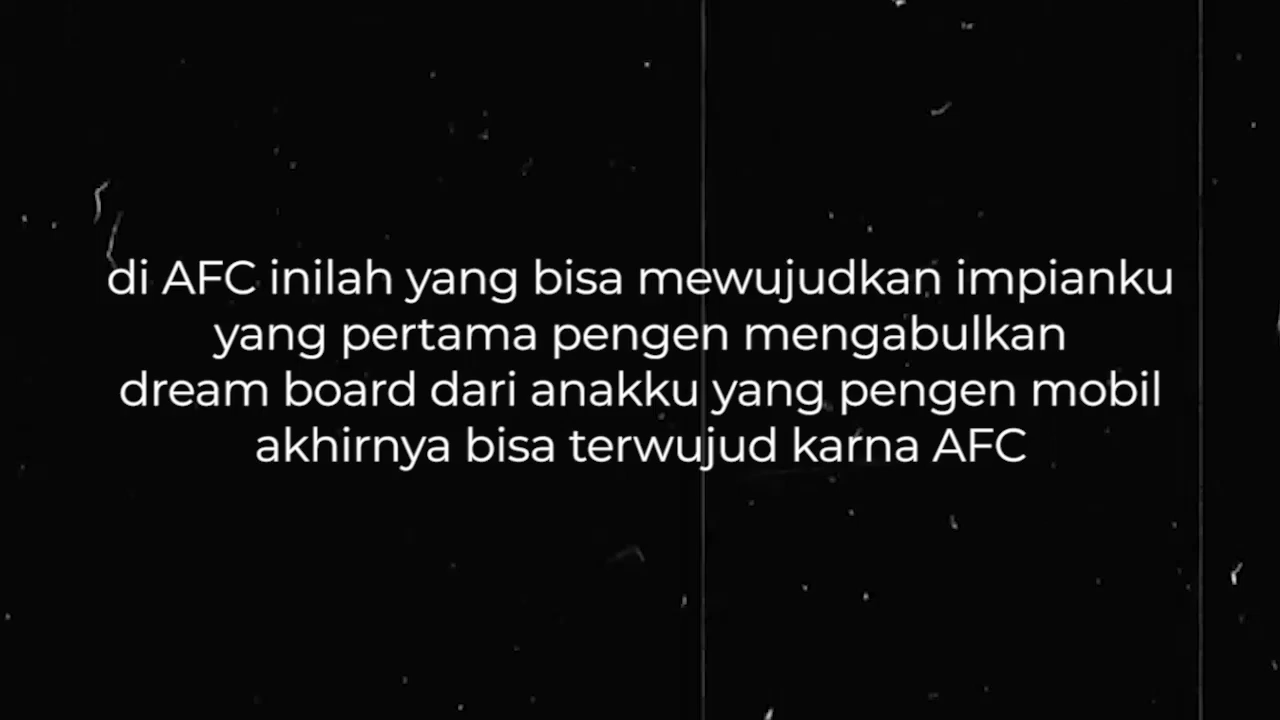 di AFC inilah yang bisa mewujudkan impianku
yang pertama pengen mengabulkan
dream board dari anakku yang pengen mobil
akhirnya bisa terwujud karna AFC